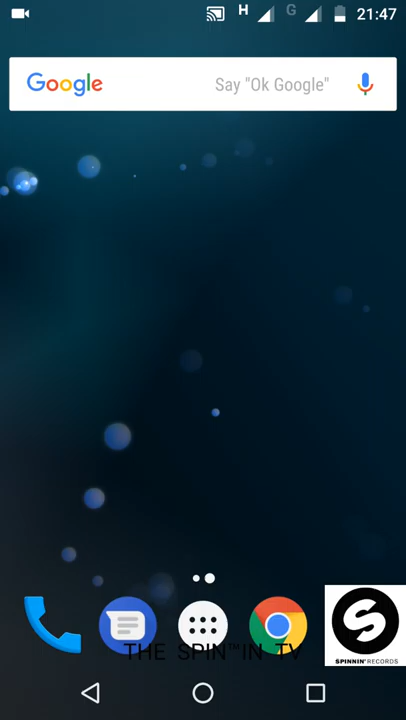 H G 21:47
Google Say "Ok Google"
THE SPIN™IN TV
SPINNIN' RECORDS